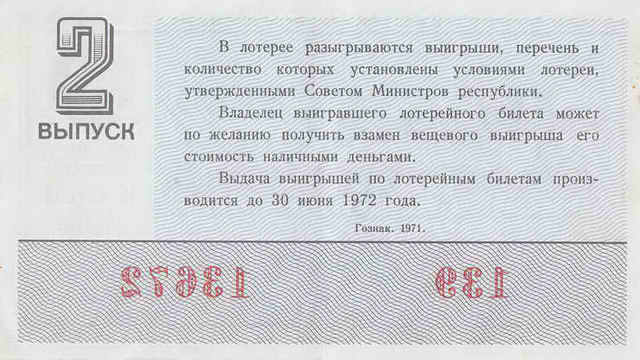 2
ВЫПУСК
В лотерее разыгрываются выигрыши, перечень и
количество которых установлены условиями лотереи,
утвержденными Советом Министров республики.
Владелец выигравшего лотерейного билета может
по желанию получить взамен вещевого выигрыша его
стоимость наличными деньгами.
Выдача выигрышей по лотерейным билетам произ-
водится до 30 июня 1972 года.
Гознак. 1971.